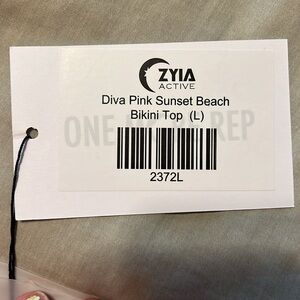 ZYIA
ACTIVE
Diva Pink Sunset Beach
Bikini Top (L)
ONE REP
2372L